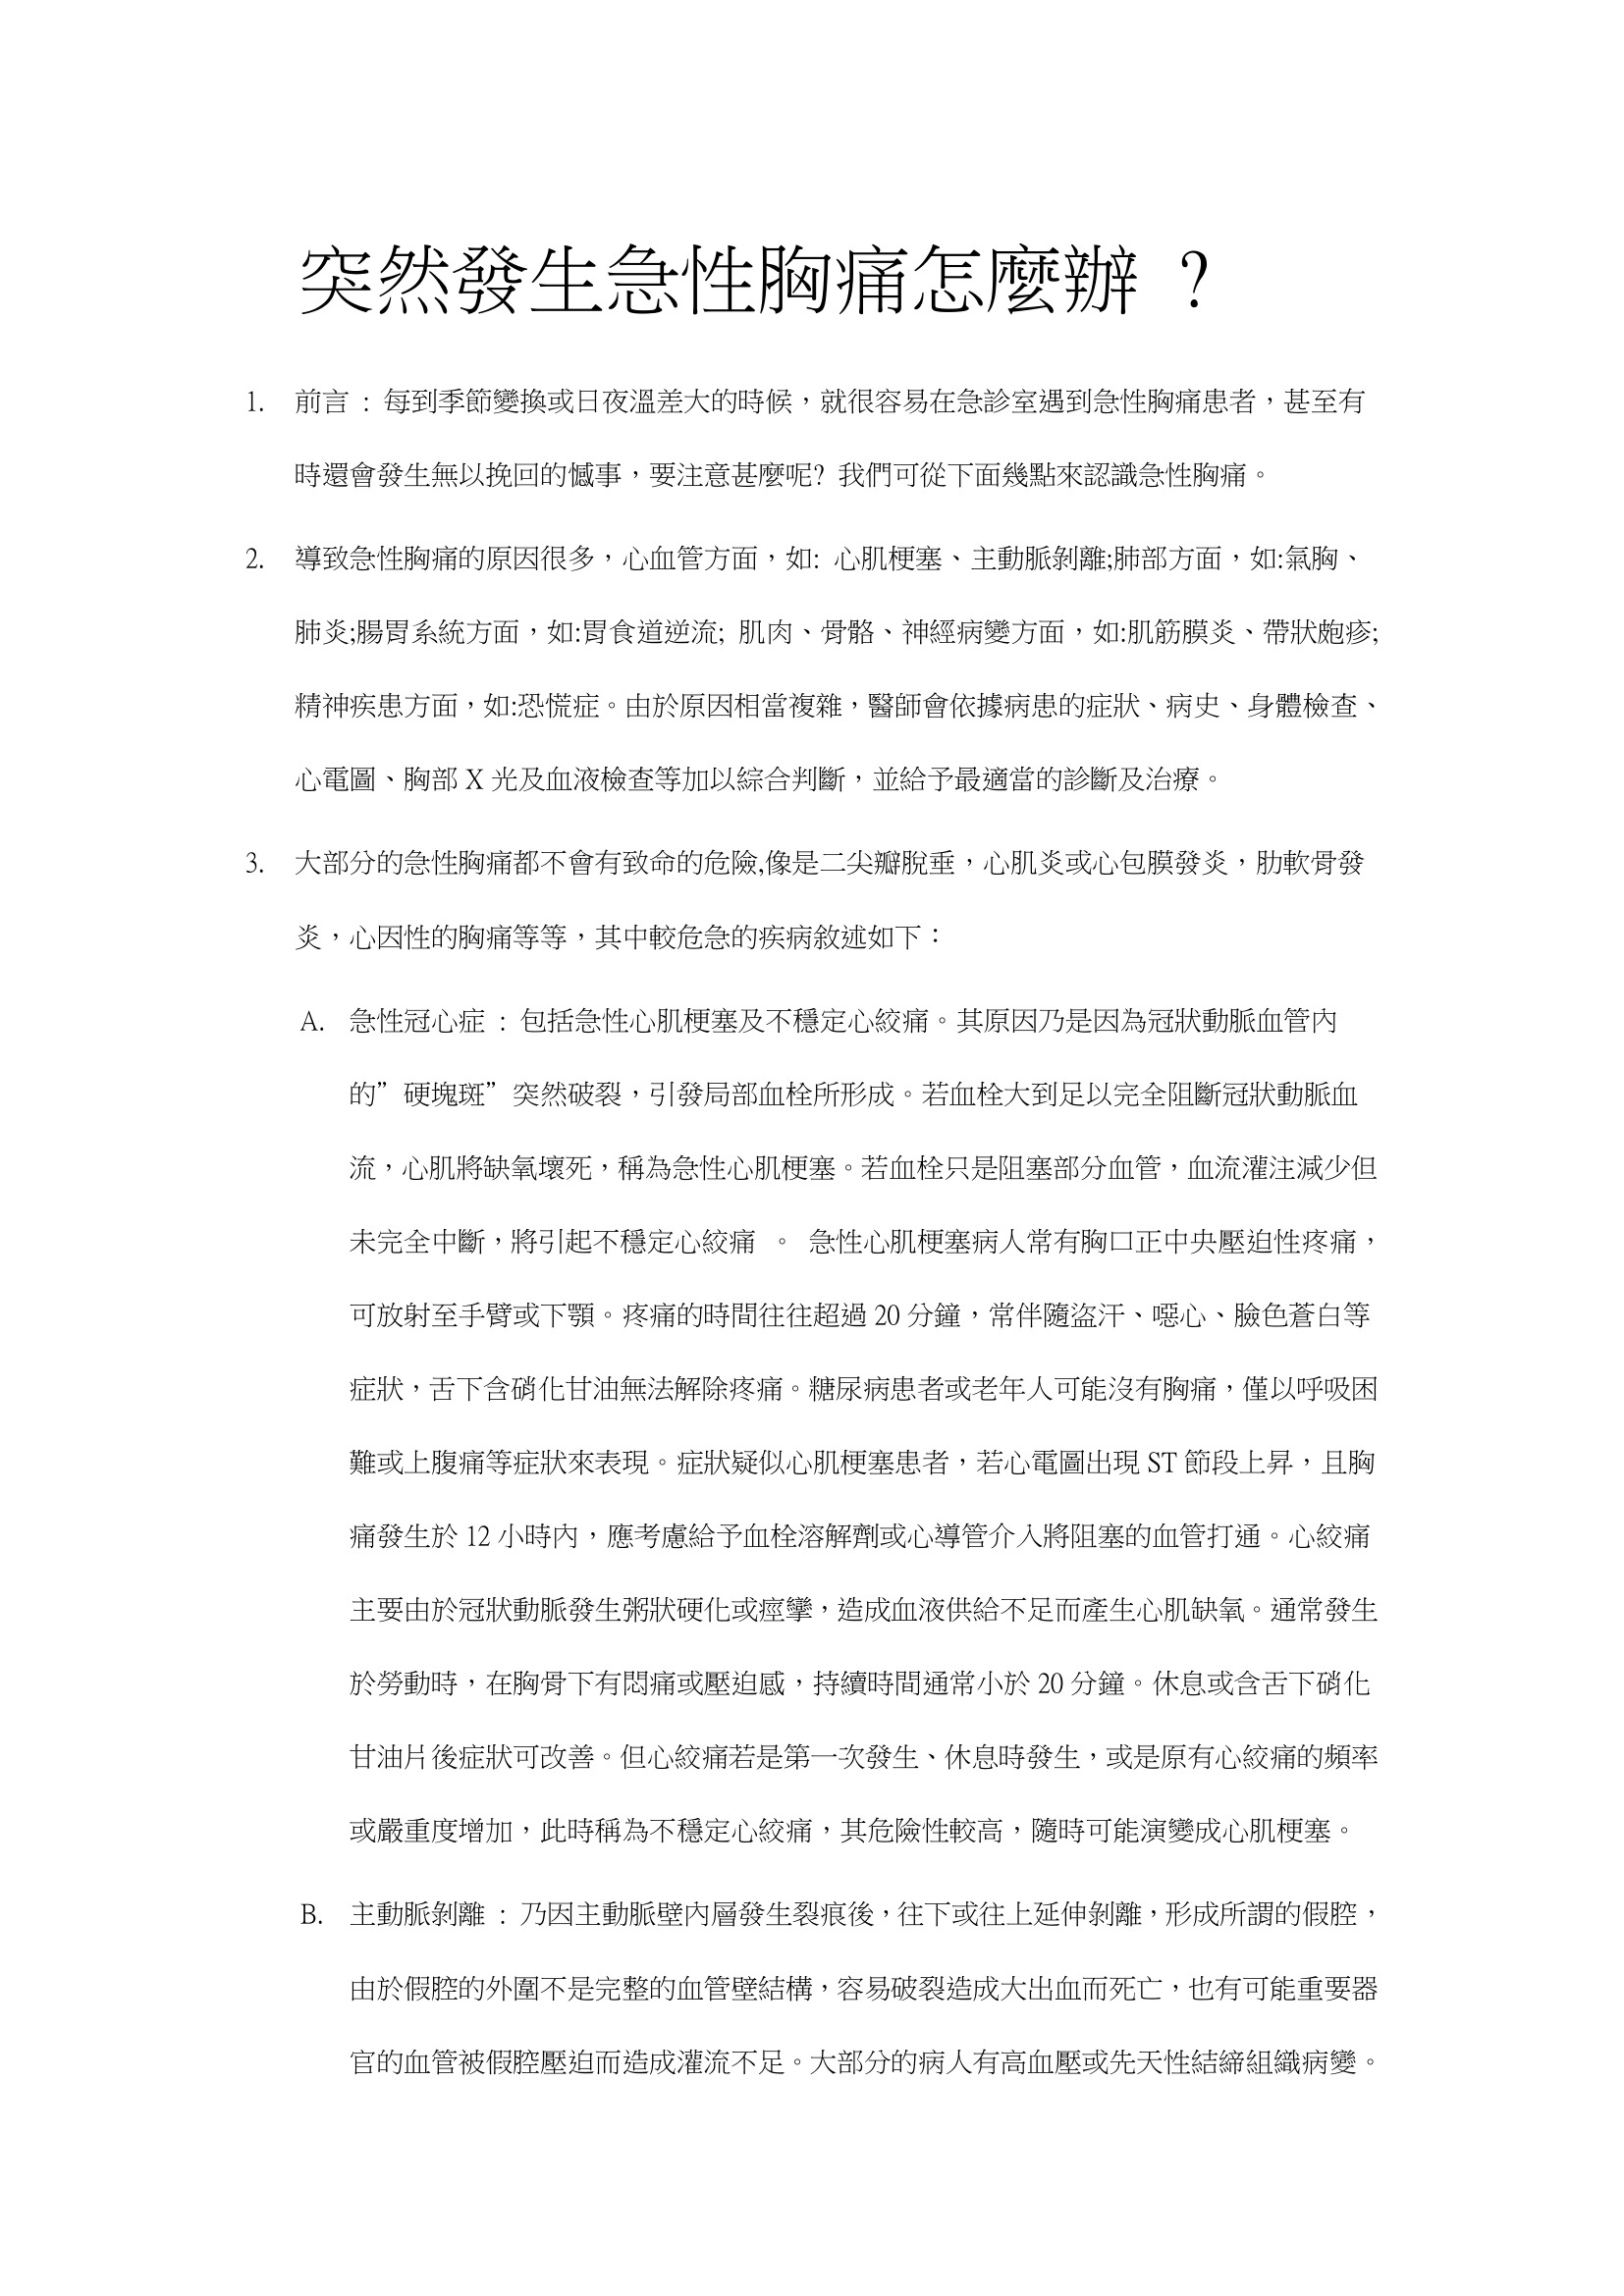 突然發生急性胸痛怎麼辦 ?
1. 前言 : 每到季節變換或日夜溫差大的時候，就很容易在急診室遇到急性胸痛患者，甚至有
時還會發生無以挽回的憾事，要注意甚麼呢? 我們可從下面幾點來認識急性胸痛。
2. 導致急性胸痛的原因很多，心血管方面，如: 心肌梗塞、主動脈剝離;肺部方面，如:氣胸、
肺炎;腸胃系統方面，如:胃食道逆流; 肌肉、骨骼、神經病變方面，如:肌筋膜炎、帶狀皰疹;
精神疾患方面，如:恐慌症。由於原因相當複雜，醫師會依據病患的症狀、病史、身體檢查、
心電圖、胸部 X 光及血液檢查等加以綜合判斷，並給予最適當的診斷及治療。
3. 大部分的急性胸痛都不會有致命的危險,像是二尖瓣脫垂，心肌炎或心包膜發炎，肋軟骨發
炎，心因性的胸痛等等，其中較危急的疾病敘述如下：
A. 急性冠心症 : 包括急性心肌梗塞及不穩定心絞痛。其原因乃是因為冠狀動脈血管內
的”硬塊斑”突然破裂，引發局部血栓所形成。若血栓大到足以完全阻斷冠狀動脈血
流，心肌將缺氧壞死，稱為急性心肌梗塞。若血栓只是阻塞部分血管，血流灌注減少但
未完全中斷，將引起不穩定心絞痛 。 急性心肌梗塞病人常有胸口正中央壓迫性疼痛，
可放射至手臂或下顎。疼痛的時間往往超過 20 分鐘，常伴隨盜汗、噁心、臉色蒼白等
症狀，舌下含硝化甘油無法解除疼痛。糖尿病患者或老年人可能沒有胸痛，僅以呼吸困
難或上腹痛等症狀來表現。症狀疑似心肌梗塞患者，若心電圖出現 ST 節段上昇，且胸
痛發生於 12 小時內，應考慮給予血栓溶解劑或心導管介入將阻塞的血管打通。心絞痛
主要由於冠狀動脈發生粥狀硬化或痙攣，造成血液供給不足而產生心肌缺氧。通常發生
於勞動時，在胸骨下有悶痛或壓迫感，持續時間通常小於 20 分鐘。休息或含舌下硝化
甘油片後症狀可改善。但心絞痛若是第一次發生、休息時發生，或是原有心絞痛的頻率
或嚴重度增加，此時稱為不穩定心絞痛，其危險性較高，隨時可能演變成心肌梗塞。
B. 主動脈剝離 : 乃因主動脈壁內層發生裂痕後，往下或往上延伸剝離，形成所謂的假腔，
由於假腔的外圍不是完整的血管壁結構，容易破裂造成大出血而死亡，也有可能重要器
官的血管被假腔壓迫而造成灌流不足。大部分的病人有高血壓或先天性結締組織病變。